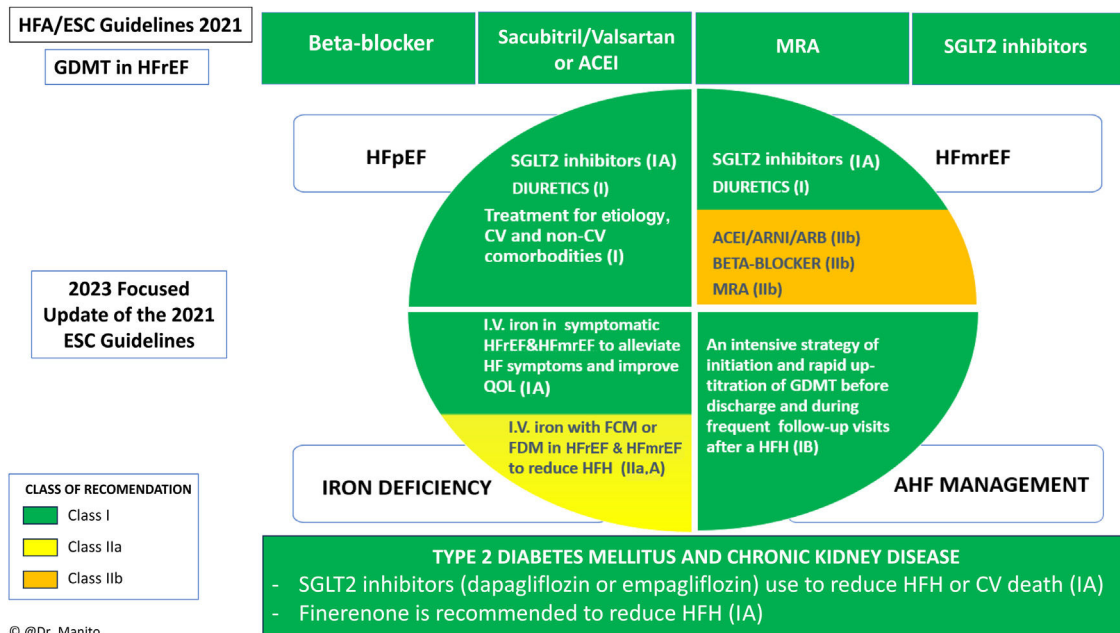 HFA/ESC Guidelines 2021
GDMT in HFrEF
Beta-blocker
Sacubitril/Valsartan
or ACEI
MRA
SGLT2 inhibitors
HFpEF
SGLT2 inhibitors (IA)
DIURETICS (I)
Treatment for etiology,
CV and non-CV
comorbodities (I)
SGLT2 inhibitors (IA)
DIURETICS (I)
HFmrEF
ACEI/ARNI/ARB (IIb)
BETA-BLOCKER (IIb)
MRA (IIb)
2023 Focused
Update of the 2021
ESC Guidelines
I.V. iron in symptomatic
HFrEF&HFmrEF to alleviate
HF symptoms and improve
QOL (IA)
I.V. iron with FCM or
FDM in HFrEF & HFmrEF
to reduce HFH (IIa,A)
IRON DEFICIENCY
An intensive strategy of
initiation and rapid up-
titration of GDMT before
discharge and during
frequent follow-up visits
after a HFH (IB)
AHF MANAGEMENT
CLASS OF RECOMENDATION
Class I
Class IIa
Class IIb
TYPE 2 DIABETES MELLITUS AND CHRONIC KIDNEY DISEASE
- SGLT2 inhibitors (dapagliflozin or empagliflozin) use to reduce HFH or CV death (IA)
- Finerenone is recommended to reduce HFH (IA)
© @Dr. Manito